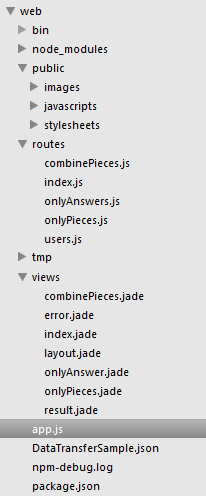 web
bin
node_modules
public
images
javascripts
stylesheets
routes
combinePieces.js
index.js
onlyAnswers.js
onlyPieces.js
users.js
tmp
views
combinePieces.jade
error.jade
index.jade
layout.jade
onlyAnswer.jade
onlyPieces.jade
result.jade
app.js
DataTransferSample.json
npm-debug.log
package.json